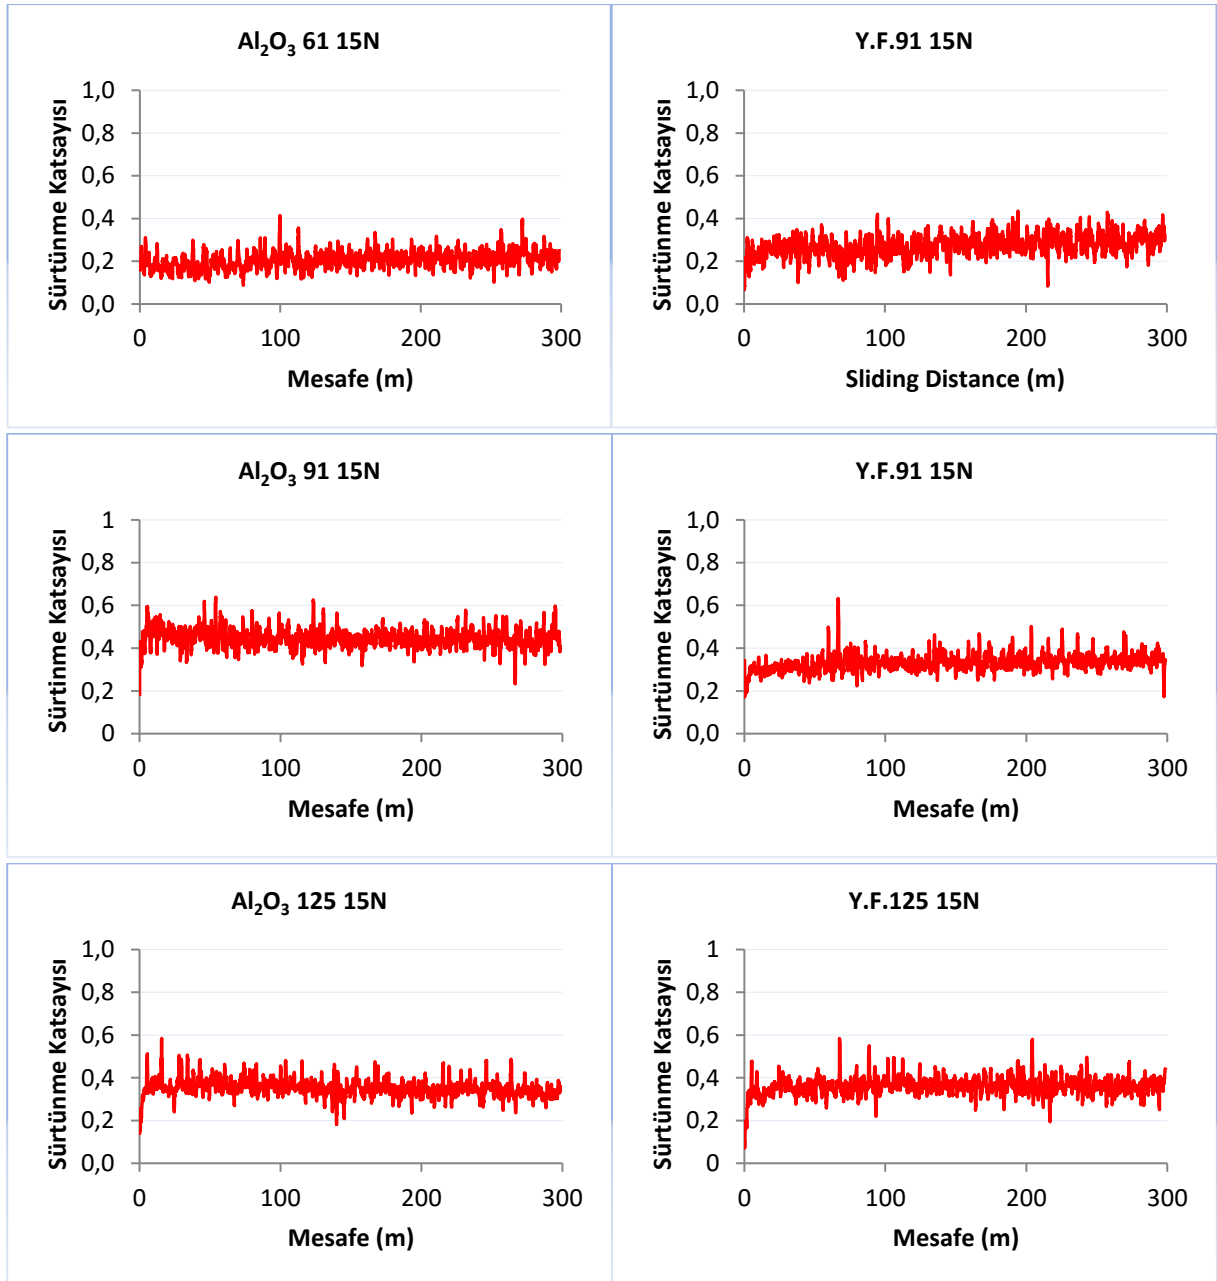 Al₂O₃ 61 15N
Sürtünme Katsayısı
1,0
0,8
0,6
0,4
0,2
0,0
0 100 200 300
Mesafe (m)
Y.F.91 15N
Sürtünme Katsayısı
1,0
0,8
0,6
0,4
0,2
0,0
0 100 200 300
Sliding Distance (m)
Al₂O₃ 91 15N
Sürtinme Katsayısı
1
0,8
0,6
0,4
0,2
0
0 100 200 300
Mesafe (m)
Y.F.91 15N
Sürtünme Katsayısı
1,0
0,8
0,6
0,4
0,2
0,0
0 100 200 300
Mesafe (m)
Al₂O₃ 125 15N
Sürtünme Katsayısı
1,0
0,8
0,6
0,4
0,2
0,0
0 100 200 300
Mesafe (m)
Y.F.125 15N
Sürtünme Katsayısı
1
0,8
0,6
0,4
0,2
0
0 100 200 300
Mesafe (m)